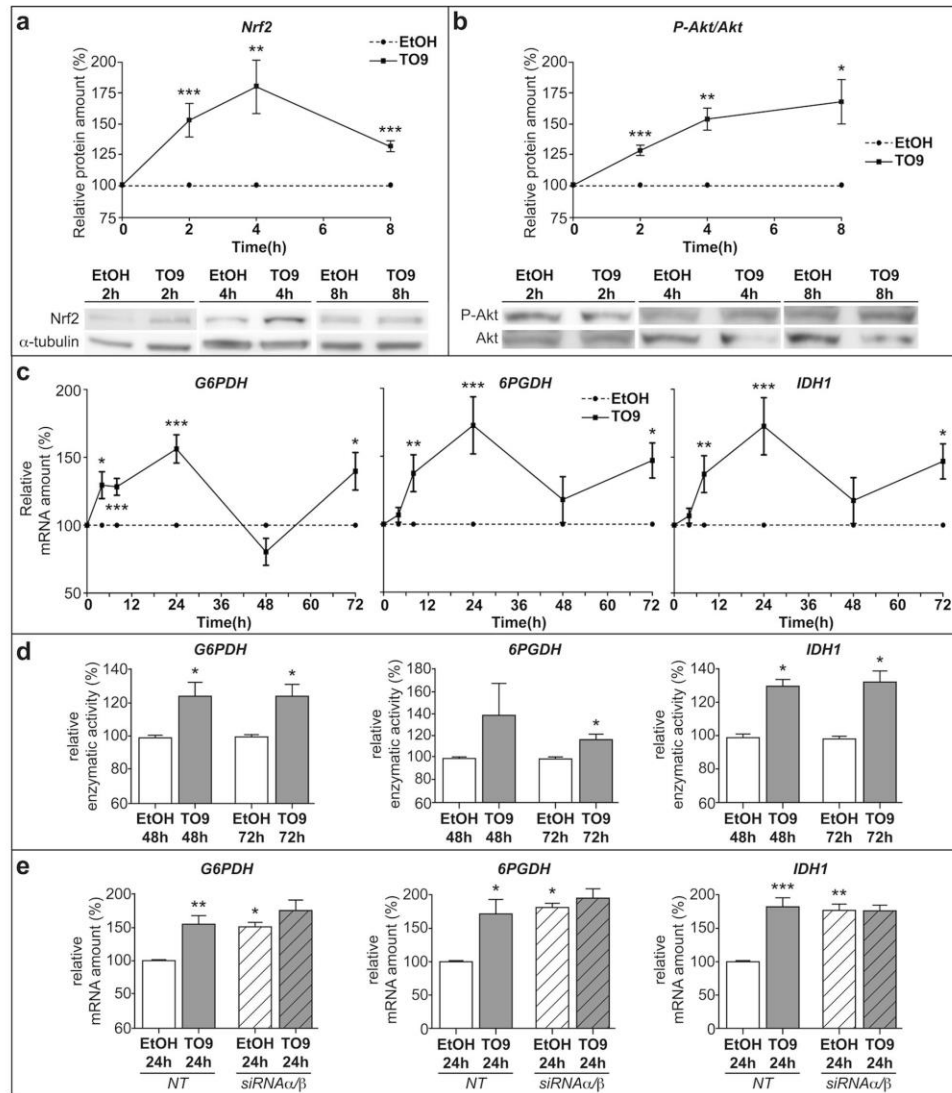 a
Nrf2
EtOH
TO9
Relative protein amount (%)
200
175
150
125
100
75
***
**
***
0 2 4 6 8
Time(h)
EtOH TO9 EtOH TO9 EtOH TO9
2h 2h 4h 4h 8h 8h
Nrf2
α-tubulin
b
P-Akt/Akt
Relative protein amount (%)
200
175
150
125
100
75
***
**
*
EtOH
TO9
0 2 4 6 8
Time(h)
EtOH TO9 EtOH TO9 EtOH TO9
2h 2h 4h 4h 8h 8h
P-Akt
Akt
c
G6PDH 6PGDH IDH1
Relative
mRNA amount (%)
200
150
100
50
* *** *** *
** *** *
EtOH
TO9
** *** *
0 12 24 36 48 60 72 0 12 24 36 48 60 72 0 12 24 36 48 60 72
Time(h) Time(h) Time(h)
d
G6PDH
relative
enzymatic activity (%)
140
120
100
80
60
* *
EtOH TO9 EtOH TO9
48h 48h 72h 72h
6PGDH
relative
enzymatic activity (%)
180
160
140
120
100
80
60
*
EtOH TO9 EtOH TO9
48h 48h 72h 72h
IDH1
relative
enzymatic activity (%)
140
120
100
80
60
* *
EtOH TO9 EtOH TO9
48h 48h 72h 72h
e
G6PDH
relative
mRNA amount (%)
200
150
100
50
60
** *
EtOH TO9 EtOH TO9
24h 24h 24h 24h
NT siRNAα/β
6PGDH
relative
mRNA amount (%)
200
150
100
50
0
* *
EtOH TO9 EtOH TO9
24h 24h 24h 24h
NT siRNAα/β
IDH1
relative
mRNA amount (%)
200
150
100
50
0
*** **
EtOH TO9 EtOH TO9
24h 24h 24h 24h
NT siRNAα/β